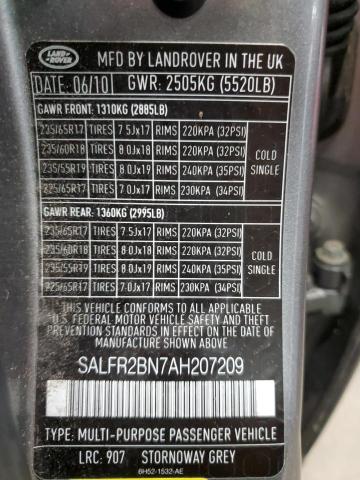 LAND ROVER
MFD BY LANDROVER IN THE UK
DATE: 06/10 GWR: 2505KG (5520LB)
GAWR FRONT: 1310KG (2885LB)
235/65R17 TIRES 7.5Jx17 RIMS 220KPA (32PSI)
235/60R18 TIRES 8.0Jx18 RIMS 220KPA (32PSI)
235/55R19 TIRES 8.0Jx19 RIMS 240KPA (35PSI)
225/65R17 TIRES 7.0Jx17 RIMS 230KPA (34PSI)
COLD
SINGLE
GAWR REAR: 1360KG (2995LB)
235/65R17 TIRES 7.5Jx17 RIMS 220KPA (32PSI)
235/60R18 TIRES 8.0Jx18 RIMS 220KPA (32PSI)
235/55R19 TIRES 8.0Jx19 RIMS 240KPA (35PSI)
225/65R17 TIRES 7.0Jx17 RIMS 230KPA (34PSI)
COLD
SINGLE
THIS VEHICLE CONFORMS TO ALL APPLICABLE
U.S. FEDERAL MOTOR VEHICLE SAFETY AND THEFT
PREVENTION STANDARDS IN EFFECT ON THE DATE OF
MANUFACTURE SHOWN ABOVE
SALFR2BN7AH207209
TYPE: MULTI-PURPOSE PASSENGER VEHICLE
LRC: 907 STORNOWAY GREY
6H52-1532-AE